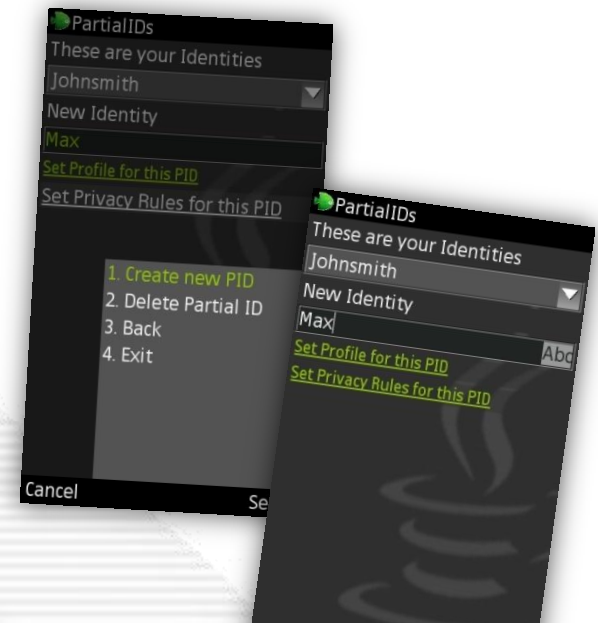 PartialIDs
These are your Identities
Johnsmith
New Identity
Max
Set Profile for this PID
Set Privacy Rules for this PID
1. Create new PID
2. Delete Partial ID
3. Back
4. Exit
Cancel
PartialIDs
These are your Identities
Johnsmith
New Identity
Max
Abc
Set Profile for this PID
Set Privacy Rules for this PID